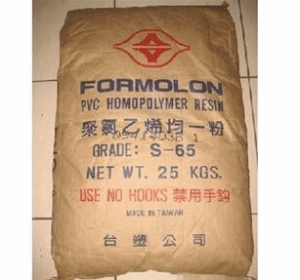 FORMOLON
PVC HOMOPOLYMER RESIN
聚氯乙烯均一粉
GRADE: S-65
NET WT. 25 KGS.
USE NO HOOKS 禁用手鈎
MADE IN TAIWAN
台塑公司